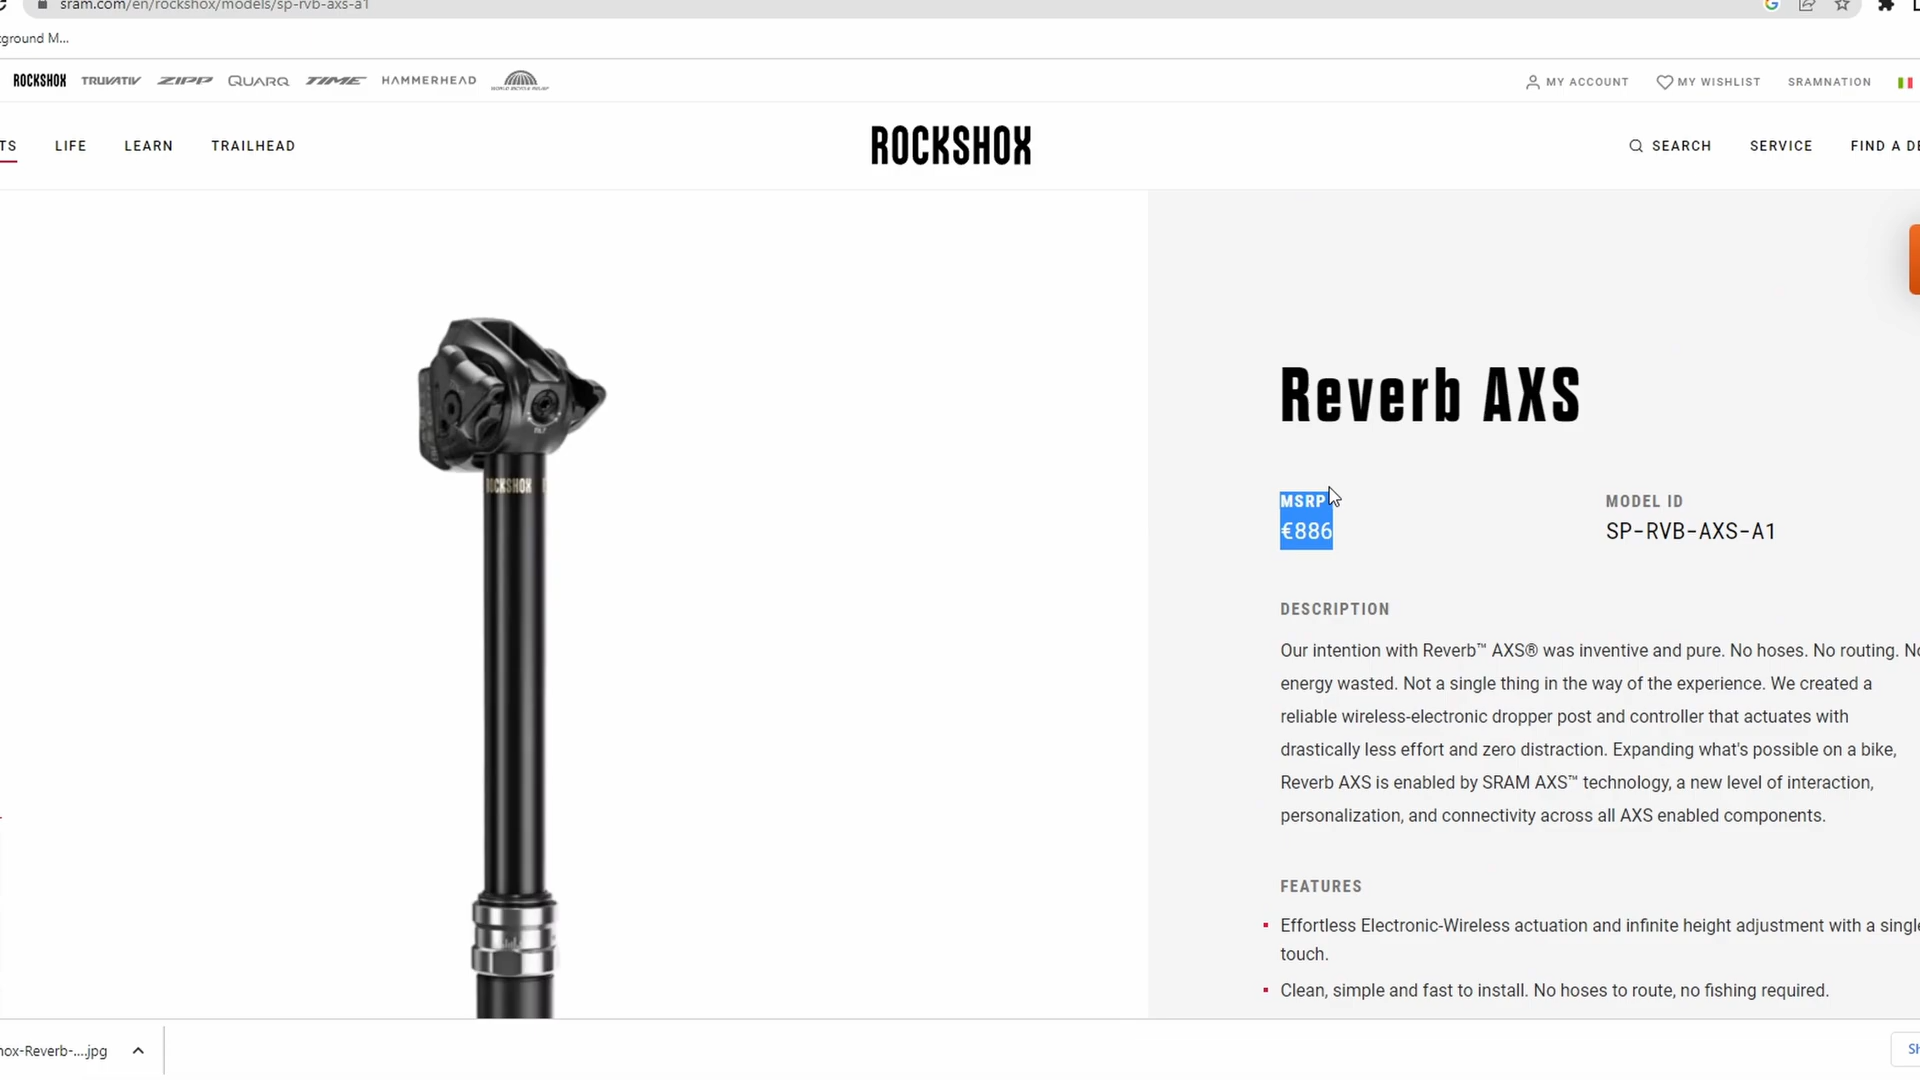 sram.com/en/rockshox/models/sp-rvb-axs-a1
ground M...
ROCKSHOX TRUVATIV ZIPP QUARQ TIME HAMMERHEAD
MY ACCOUNT MY WISHLIST SRAMNATION
TS LIFE LEARN TRAILHEAD
ROCKSHOX
SEARCH SERVICE FIND A DE
ROCKSHOX
Reverb AXS
MSRP MODEL ID
€886 SP-RVB-AXS-A1
DESCRIPTION
Our intention with Reverb™ AXS® was inventive and pure. No hoses. No routing. No
energy wasted. Not a single thing in the way of the experience. We created a
reliable wireless-electronic dropper post and controller that actuates with
drastically less effort and zero distraction. Expanding what's possible on a bike,
Reverb AXS is enabled by SRAM AXS™ technology, a new level of interaction,
personalization, and connectivity across all AXS enabled components.
FEATURES
Effortless Electronic-Wireless actuation and infinite height adjustment with a single
touch.
Clean, simple and fast to install. No hoses to route, no fishing required.
ox-Reverb-....jpg
Sh